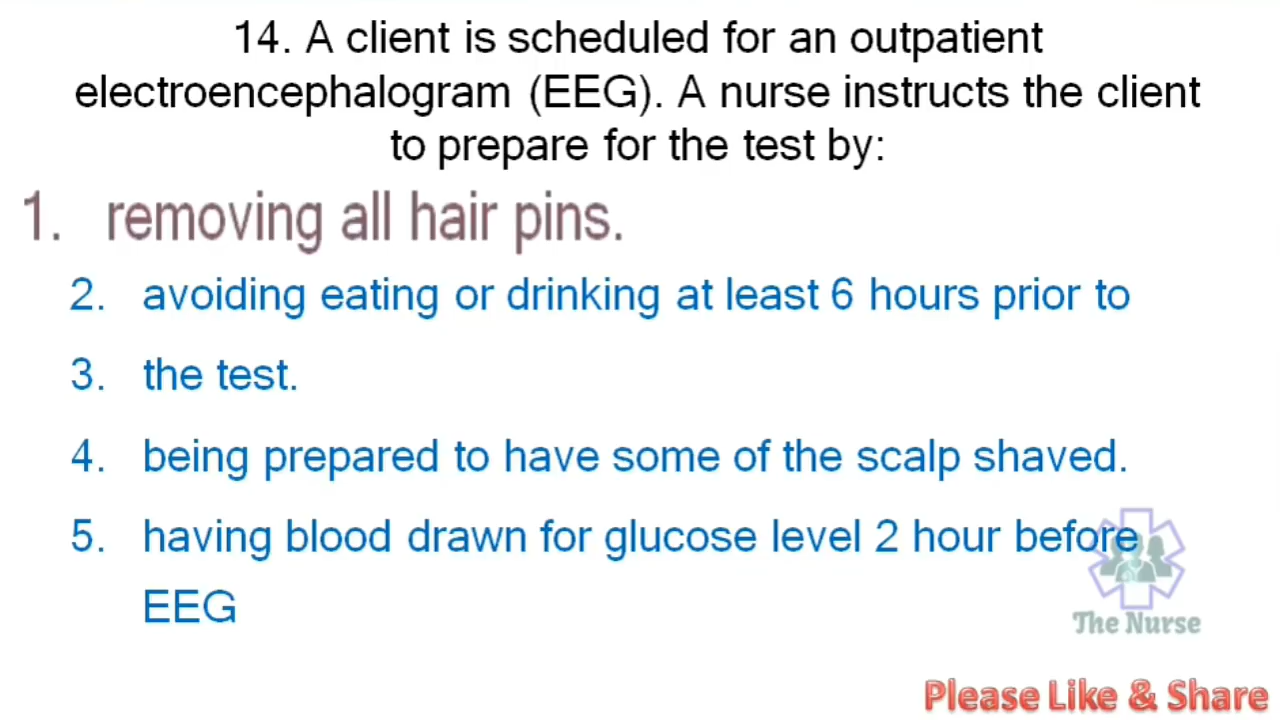 14. A client is scheduled for an outpatient
electroencephalogram (EEG). A nurse instructs the client
to prepare for the test by:
1. removing all hair pins.
2. avoiding eating or drinking at least 6 hours prior to
3. the test.
4. being prepared to have some of the scalp shaved.
5. having blood drawn for glucose level 2 hour before
EEG
The Nurse
Please Like & Share